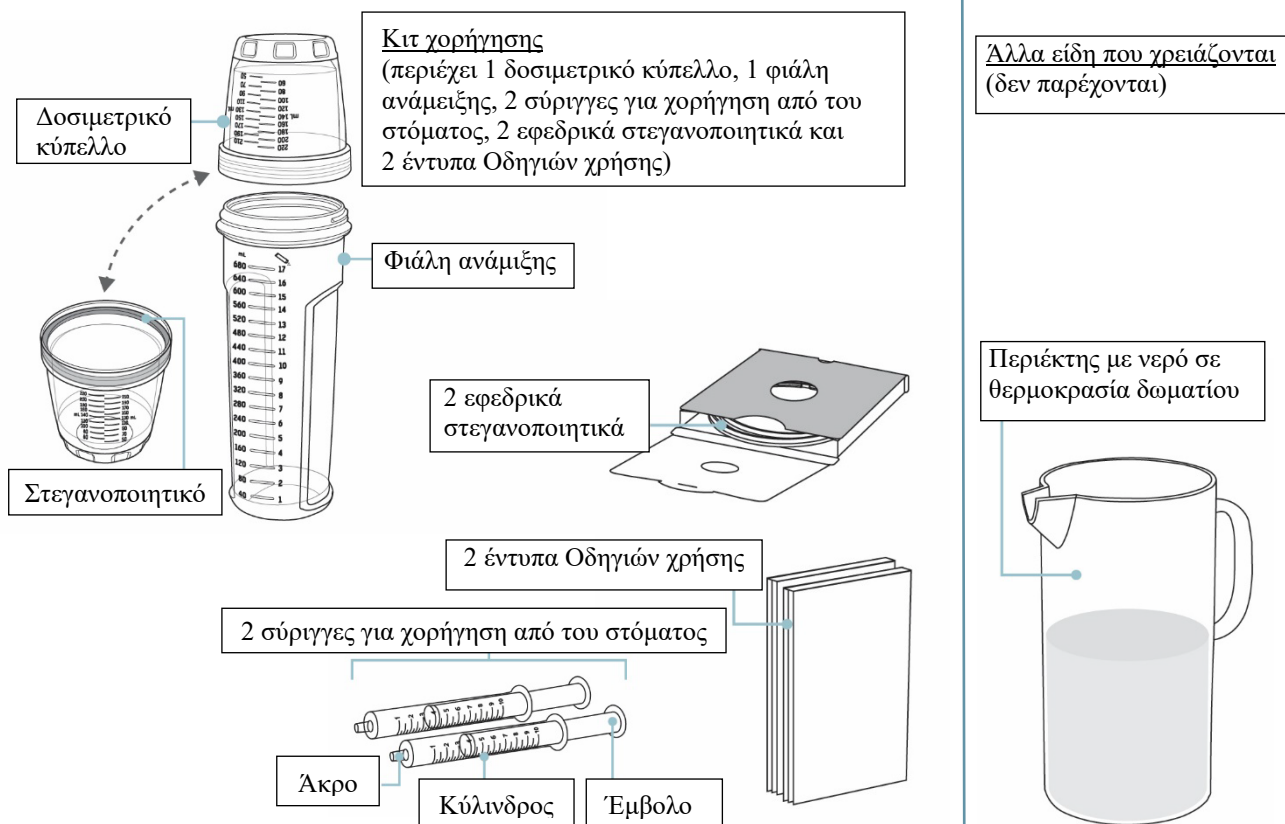 Κιτ χορήγησης
(περιέχει 1 δοσιμετρικό κύπελλο, 1 φιάλη
ανάμειξης, 2 σύριγγες για χορήγηση από του
στόματος, 2 εφεδρικά στεγανοποιητικά και
2 έντυπα Οδηγιών χρήσης)
Άλλα είδη που χρειάζονται
(δεν παρέχονται)
Δοσιμετρικό
κύπελλο
Φιάλη ανάμιξης
mL
680 17
640 16
600 15
560 14
520 13
480 12
440 11
400 10
360 9
320 8
280 7
240 6
200 5
160 4
120 3
80 2
40 1
Στεγανοποιητικό
2 εφεδρικά
στεγανοποιητικά
Περιέκτης με νερό σε
θερμοκρασία δωματίου
2 έντυπα Οδηγιών χρήσης
2 σύριγγες για χορήγηση από του στόματος
Άκρο
Κύλινδρος
Έμβολο